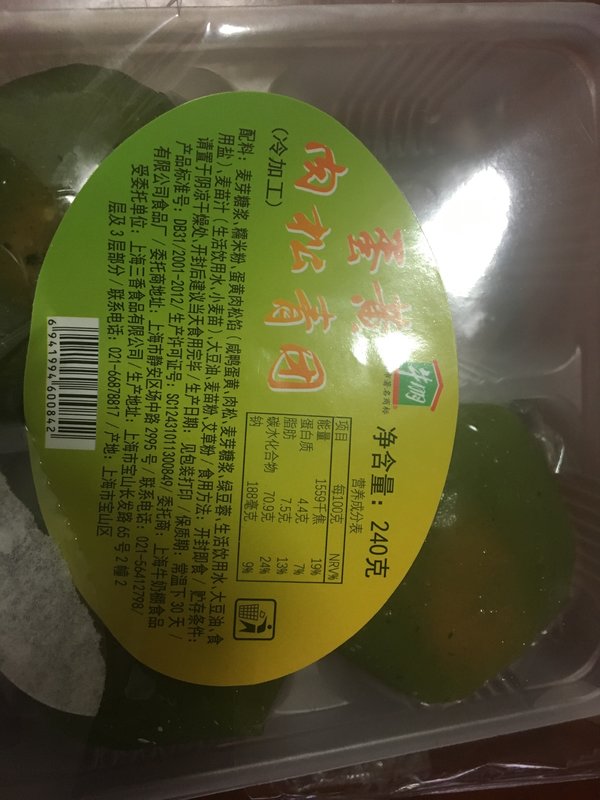 蛋黄
肉松青团
(冷加工)
净含量: 240克
营养成分表
项目 每100克 NRV%
能量 1559千焦 19%
蛋白质 4.4克 7%
脂肪 7.5克 13%
碳水化合物 70.9克 24%
钠 188毫克 9%
配料: 麦芽糖浆、糯米粉、蛋黄肉松馅(咸鸭蛋黄、肉松、麦芽糖浆、绿豆蓉、生活饮用水、大豆油、食
用盐)、麦苗汁(生活饮用水、小麦苗)、大豆油、麦苗粉、艾草粉/食用方法: 开封即食/贮存条件:
请置于阴凉干燥处、开封后建议当天食用完毕/生产日期: 见包装打印/保质期: 常温下30天/
产品标准号: DB31/2001-2012/生产许可证号: SC12431011300849/委托商: 上海牛奶棚食品
有限公司食品厂/委托商地址: 上海市静安区场中路2995号/联系电话: 021-56412798/
受委托单位: 上海三香食品有限公司/生产地址: 上海市宝山长发路65号2幢2
层及3层部分/联系电话: 021-66878817/产地: 上海市宝山区
6941994600842